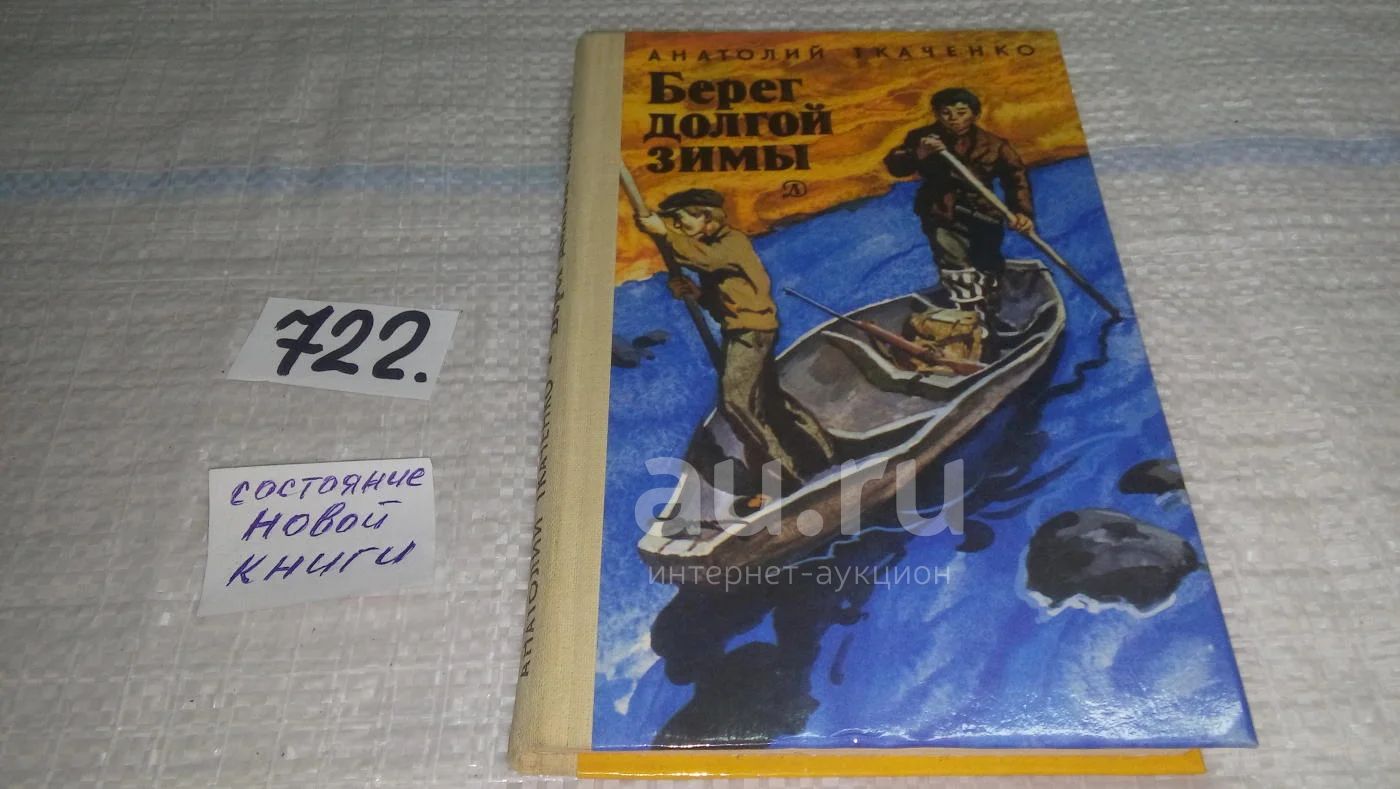 АНАТОЛИЙ ТКАЧЕНКО
Берег
долгой
зимы
722.
состояние
новой
книги
au.ru
интернет-аукцион
АНАТОЛИЙ ТКАЧЕНКО